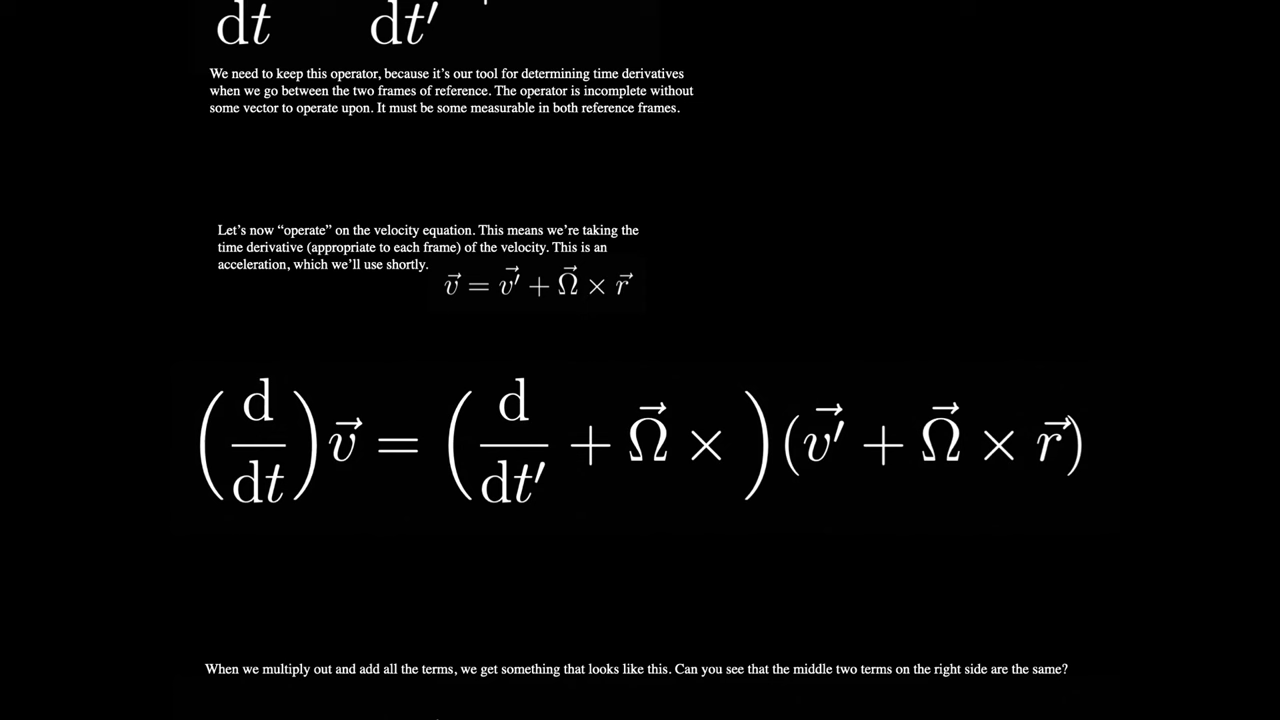 dt dt′
We need to keep this operator, because it’s our tool for determining time derivatives
when we go between the two frames of reference. The operator is incomplete without
some vector to operate upon. It must be some measurable in both reference frames.
Let’s now “operate” on the velocity equation. This means we’re taking the
time derivative (appropriate to each frame) of the velocity. This is an
acceleration, which we’ll use shortly.
v⃗ = v⃗′ + Ω⃗ × r⃗
(d/dt) v⃗ = (d/dt′ + Ω⃗ ×) (v⃗′ + Ω⃗ × r⃗)
When we multiply out and add all the terms, we get something that looks like this. Can you see that the middle two terms on the right side are the same?